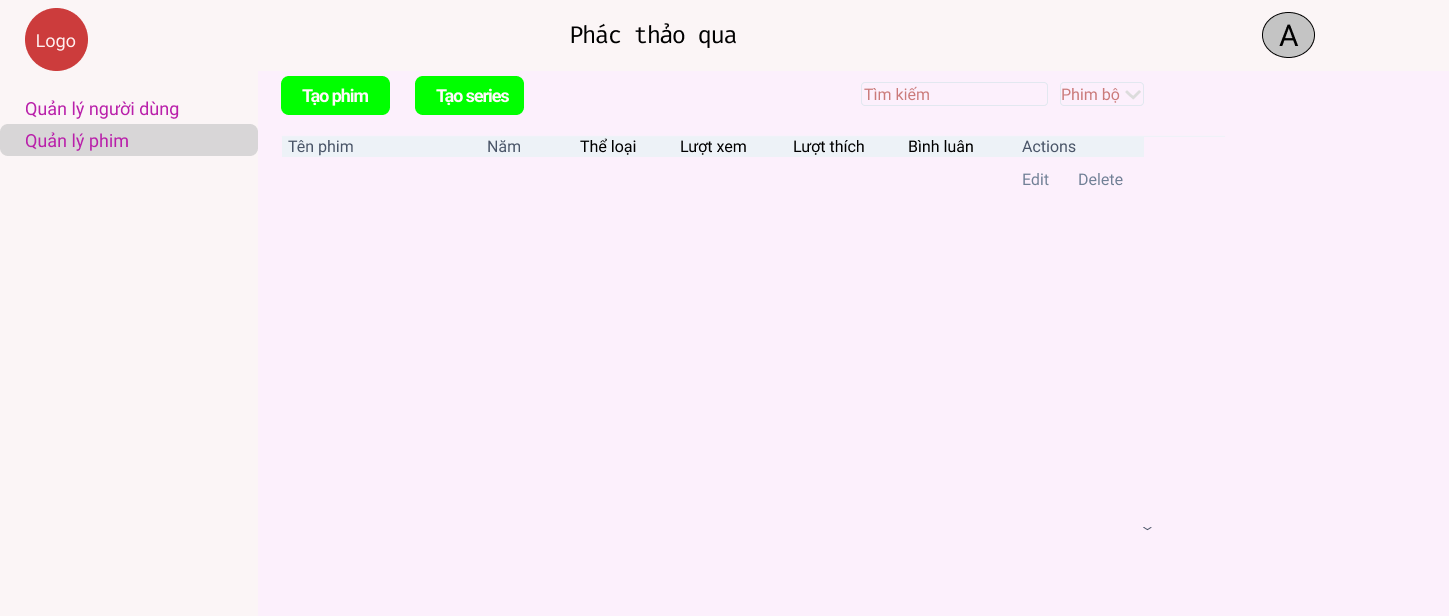 Logo
Phác thảo qua
A
Quản lý người dùng
Quản lý phim
Tạo phim
Tạo series
Tìm kiếm
Phim bộ
Tên phim Năm Thể loại Lượt xem Lượt thích Bình luân Actions
Edit Delete